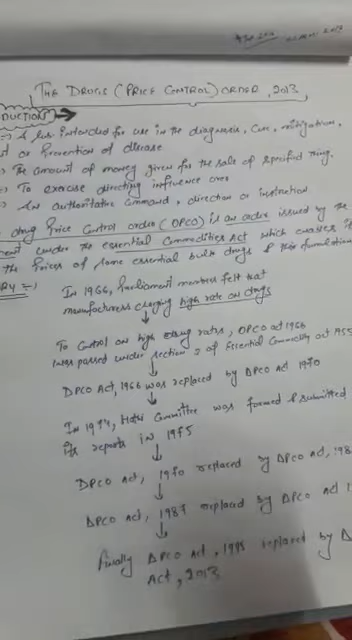 THE DRUGS (PRICE CONTROL) ORDER, 2013
DUCTION
intended for use in the diagnosis, Cure, mitigation,
or Prevention of disease
The amount of money given for the sale of specified thing.
To exercise directing influence over
An authoritative Command, direction or instruction
drug Price Control order (DPCO) is an order issued by the
under the essential Commodities Act which enables
the Prices of some essential bulk drugs & their formulation
RY =)
In 1966, Parliament members felt that
manufacturers charging high rate on drugs
To Control on high drug rates, DPCO act 1966
was passed under section 3 of Essential Commodity act 1955
DPCO Act, 1966 was replaced by DPCO Act 1970
In 1974, Hathi Committee was formed & submitted
its reports in 1975
DPCO act, 1970 replaced by DPCO act, 198
DPCO act, 1987 replaced by DPCO act 1
Finally DPCO Act, 1995 replaced by D
Act, 2013